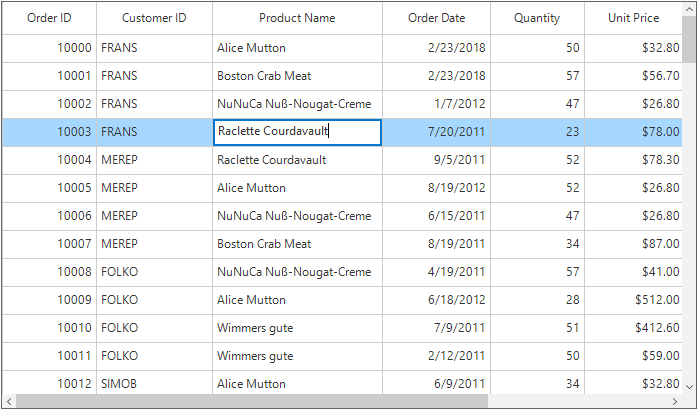 Order ID Customer ID Product Name Order Date Quantity Unit Price
10000 FRANS Alice Mutton 2/23/2018 50 $32.80
10001 FRANS Boston Crab Meat 2/23/2018 57 $56.70
10002 FRANS NuNuCa Nuß-Nougat-Creme 1/7/2012 47 $26.80
10003 FRANS Raclette Courdavault 7/20/2011 23 $78.00
10004 MEREP Raclette Courdavault 9/5/2011 52 $78.30
10005 MEREP Alice Mutton 8/19/2012 52 $26.80
10006 MEREP NuNuCa Nuß-Nougat-Creme 6/15/2011 47 $26.80
10007 MEREP Boston Crab Meat 8/19/2011 34 $87.00
10008 FOLKO NuNuCa Nuß-Nougat-Creme 4/19/2011 57 $41.00
10009 FOLKO Alice Mutton 6/18/2012 28 $512.00
10010 FOLKO Wimmers gute 7/9/2011 51 $412.60
10011 FOLKO Wimmers gute 2/12/2011 50 $59.00
10012 SIMOB Alice Mutton 6/9/2011 34 $32.80